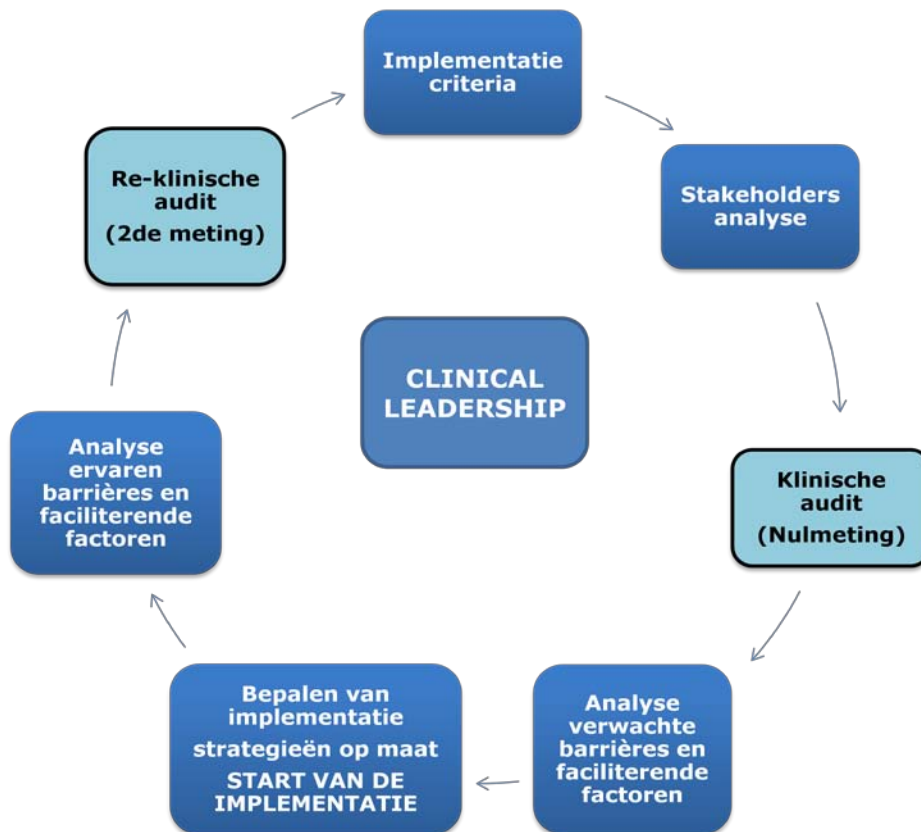 Implementatie
criteria
Stakeholders
analyse
Klinische
audit
(Nulmeting)
Analyse
verwachte
barrières en
faciliterende
factoren
Bepalen van
implementatie
strategieën op maat
START VAN DE
IMPLEMENTATIE
Analyse
ervaren
barrières en
faciliterende
factoren
Re-klinische
audit
(2de meting)
CLINICAL
LEADERSHIP